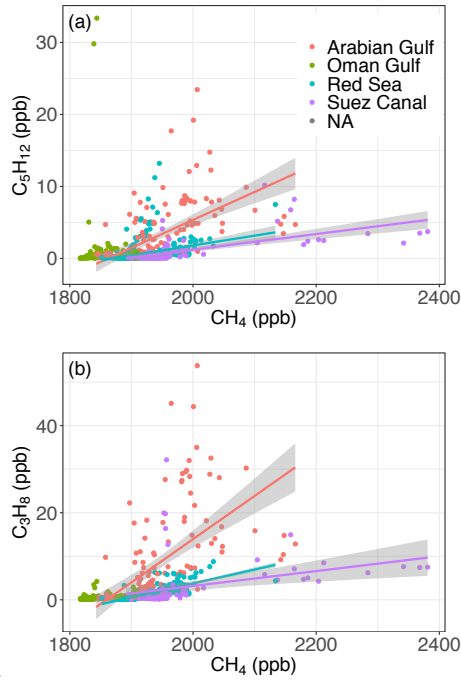 (a)
30
20
10
0
C₅H₁₂ (ppb)
Arabian Gulf
Oman Gulf
Red Sea
Suez Canal
NA
1800 2000 2200 2400
CH₄ (ppb)
(b)
40
20
0
C₃H₈ (ppb)
1800 2000 2200 2400
CH₄ (ppb)